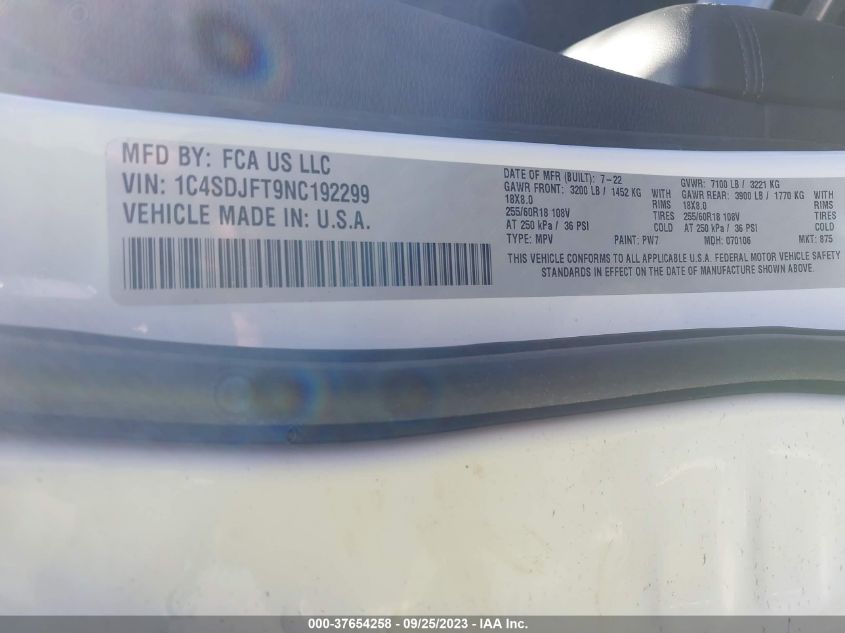 MFD BY: FCA US LLC
VIN: 1C4SDJFT9NC192299
VEHICLE MADE IN: U.S.A.
DATE OF MFR (BUILT): 7-22 GVWR: 7100 LB / 3221 KG
GAWR FRONT: 3200 LB / 1452 KG WITH GAWR REAR: 3900 LB / 1770 KG WITH
18X8.0 RIMS 18X8.0 RIMS
255/60R18 108V TIRES 255/60R18 108V TIRES
AT 250 kPa / 36 PSI COLD AT 250 kPa / 36 PSI COLD
TYPE: MPV PAINT: PW7 MDH: 070106 MKT: 875
THIS VEHICLE CONFORMS TO ALL APPLICABLE U.S.A. FEDERAL MOTOR VEHICLE SAFETY
STANDARDS IN EFFECT ON THE DATE OF MANUFACTURE SHOWN ABOVE.
000-37654258 - 09/25/2023 - IAA Inc.